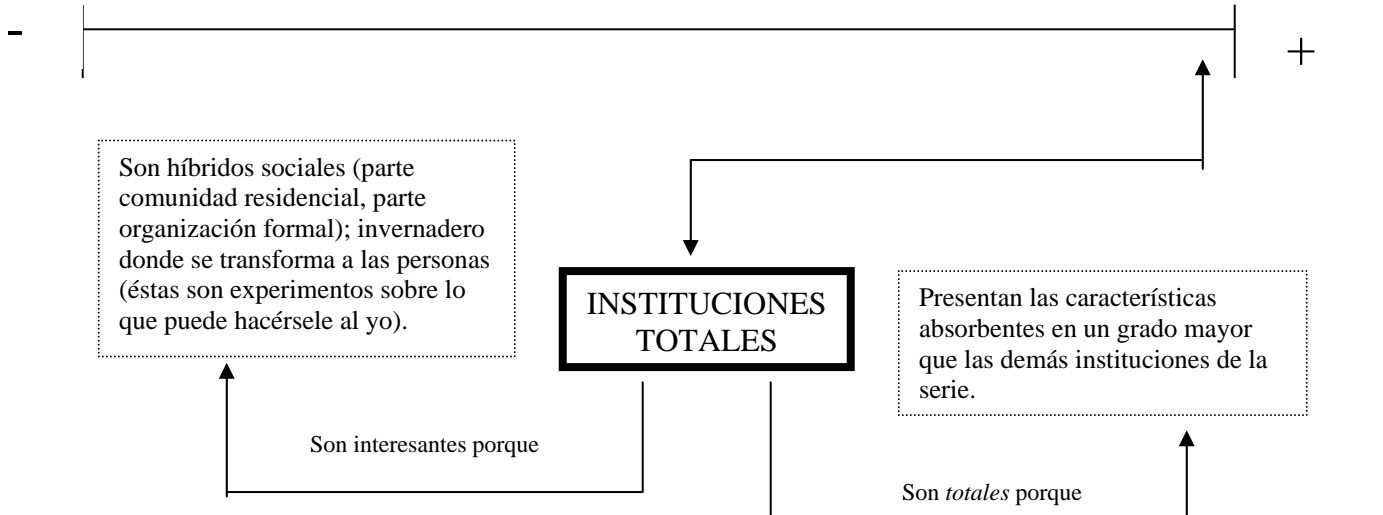 -
+
Son híbridos sociales (parte
comunidad residencial, parte
organización formal); invernadero
donde se transforma a las personas
(éstas son experimentos sobre lo
que puede hacérsele al yo).
INSTITUCIONES
TOTALES
Presentan las características
absorbentes en un grado mayor
que las demás instituciones de la
serie.
Son interesantes porque
Son totales porque